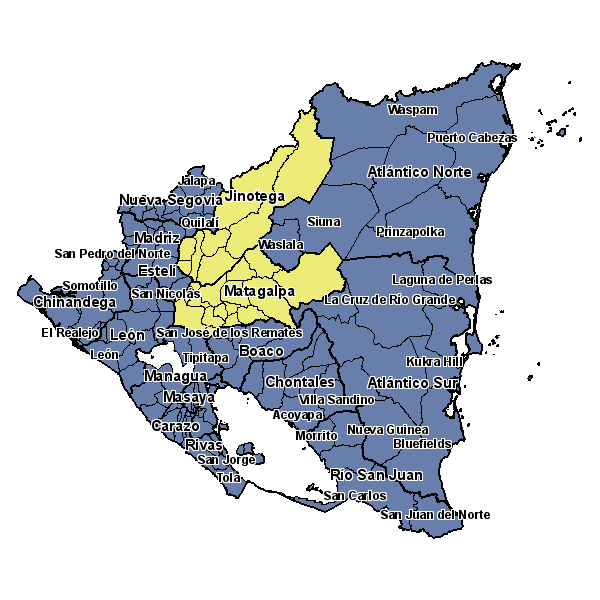 Waspam
Puerto Cabezas
Atlántico Norte
Jalapa
Jinotega
Nueva Segovia
Quilalí
Siuna
Prinzapolka
Madriz
Waslala
San Pedro del Norte
Estelí
Laguna de Perlas
Somotillo
San Nicolás
Matagalpa
La Cruz de Río Grande
Chinandega
El Realejo
León
San José de los Remates
Boaco
León
Tipitapa
Kukra Hill
Managua
Chontales
Atlántico Sur
Masaya
Villa Sandino
Acoyapa
Carazo
Nueva Guinea
Morrito
Rivas
Bluefields
San Jorge
Tola
Río San Juan
San Carlos
San Juan del Norte